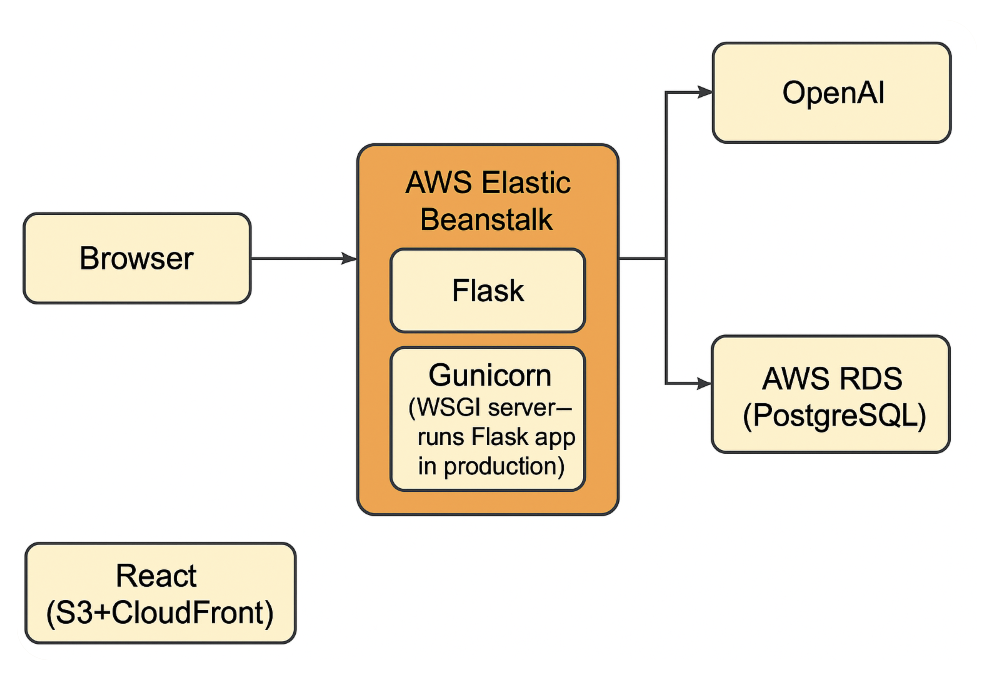 Browser
AWS Elastic
Beanstalk
Flask
Gunicorn
(WSGI server–
runs Flask app
in production)
OpenAI
AWS RDS
(PostgreSQL)
React
(S3+CloudFront)